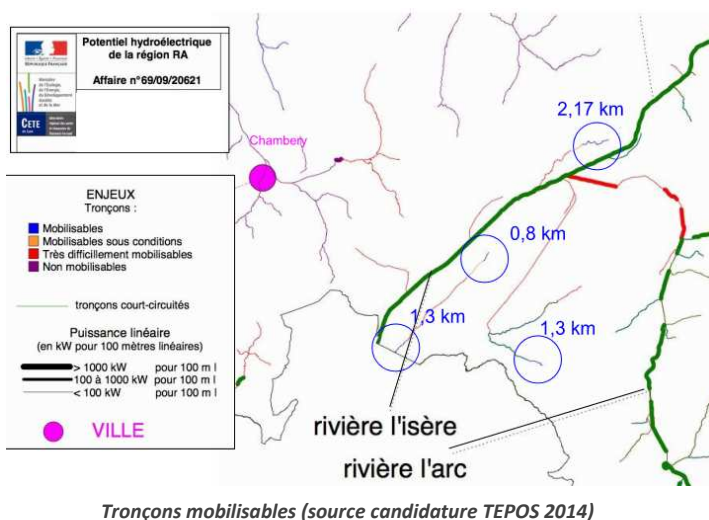 Potentiel hydroélectrique
de la région RA
Affaire n°69/09/20621
CETE
Chambery
2,17 km
0,8 km
1,3 km
1,3 km
ENJEUX
Tronçons :
Mobilisables
Mobilisables sous conditions
Très difficillement mobilisables
Non mobilisables
tronçons court-circuités
Puissance linéaire
(en kW pour 100 mètres linéaires)
> 1000 kW pour 100 m l
100 à 1000 kW pour 100 m l
< 100 kW pour 100 m l
VILLE
rivière l'isère
rivière l'arc
Tronçons mobilisables (source candidature TEPOS 2014)